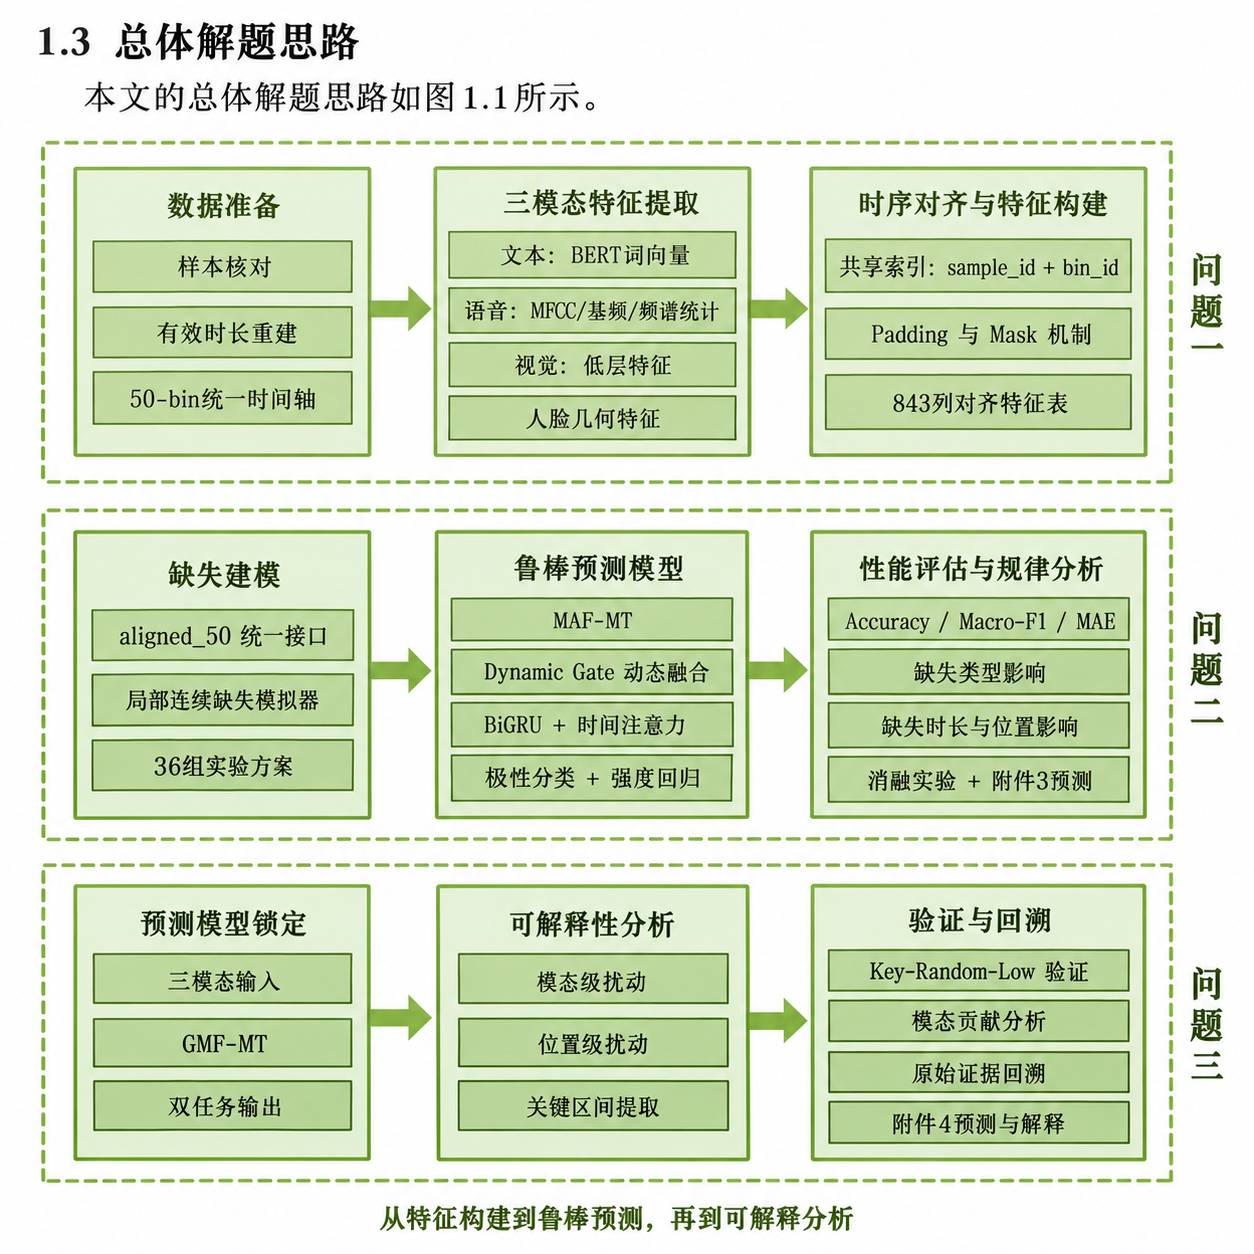 1.3 总体解题思路
本文的总体解题思路如图1.1所示。
数据准备
样本核对
有效时长重建
50-bin统一时间轴
三模态特征提取
文本：BERT词向量
语音：MFCC/基频/频谱统计
视觉：低层特征
人脸几何特征
时序对齐与特征构建
共享索引：sample_id + bin_id
Padding 与 Mask 机制
843列对齐特征表
问题一
缺失建模
aligned_50 统一接口
局部连续缺失模拟器
36组实验方案
鲁棒预测模型
MAF-MT
Dynamic Gate 动态融合
BiGRU + 时间注意力
极性分类 + 强度回归
性能评估与规律分析
Accuracy / Macro-F1 / MAE
缺失类型影响
缺失时长与位置影响
消融实验 + 附件3预测
问题二
预测模型锁定
三模态输入
GMF-MT
双任务输出
可解释性分析
模态级扰动
位置级扰动
关键区间提取
验证与回溯
Key-Random-Low 验证
模态贡献分析
原始证据回溯
附件4预测与解释
问题三
从特征构建到鲁棒预测，再到可解释分析